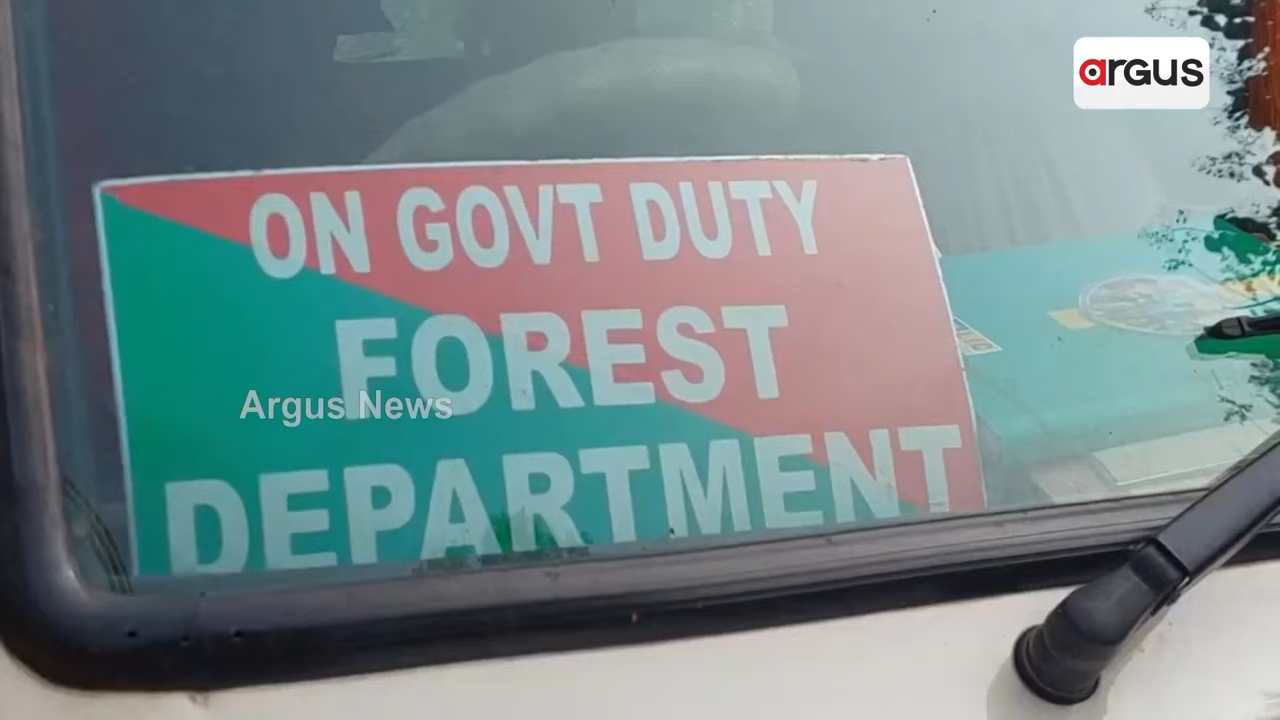 argus
ON GOVT DUTY
FOREST
Argus News
DEPARTMENT